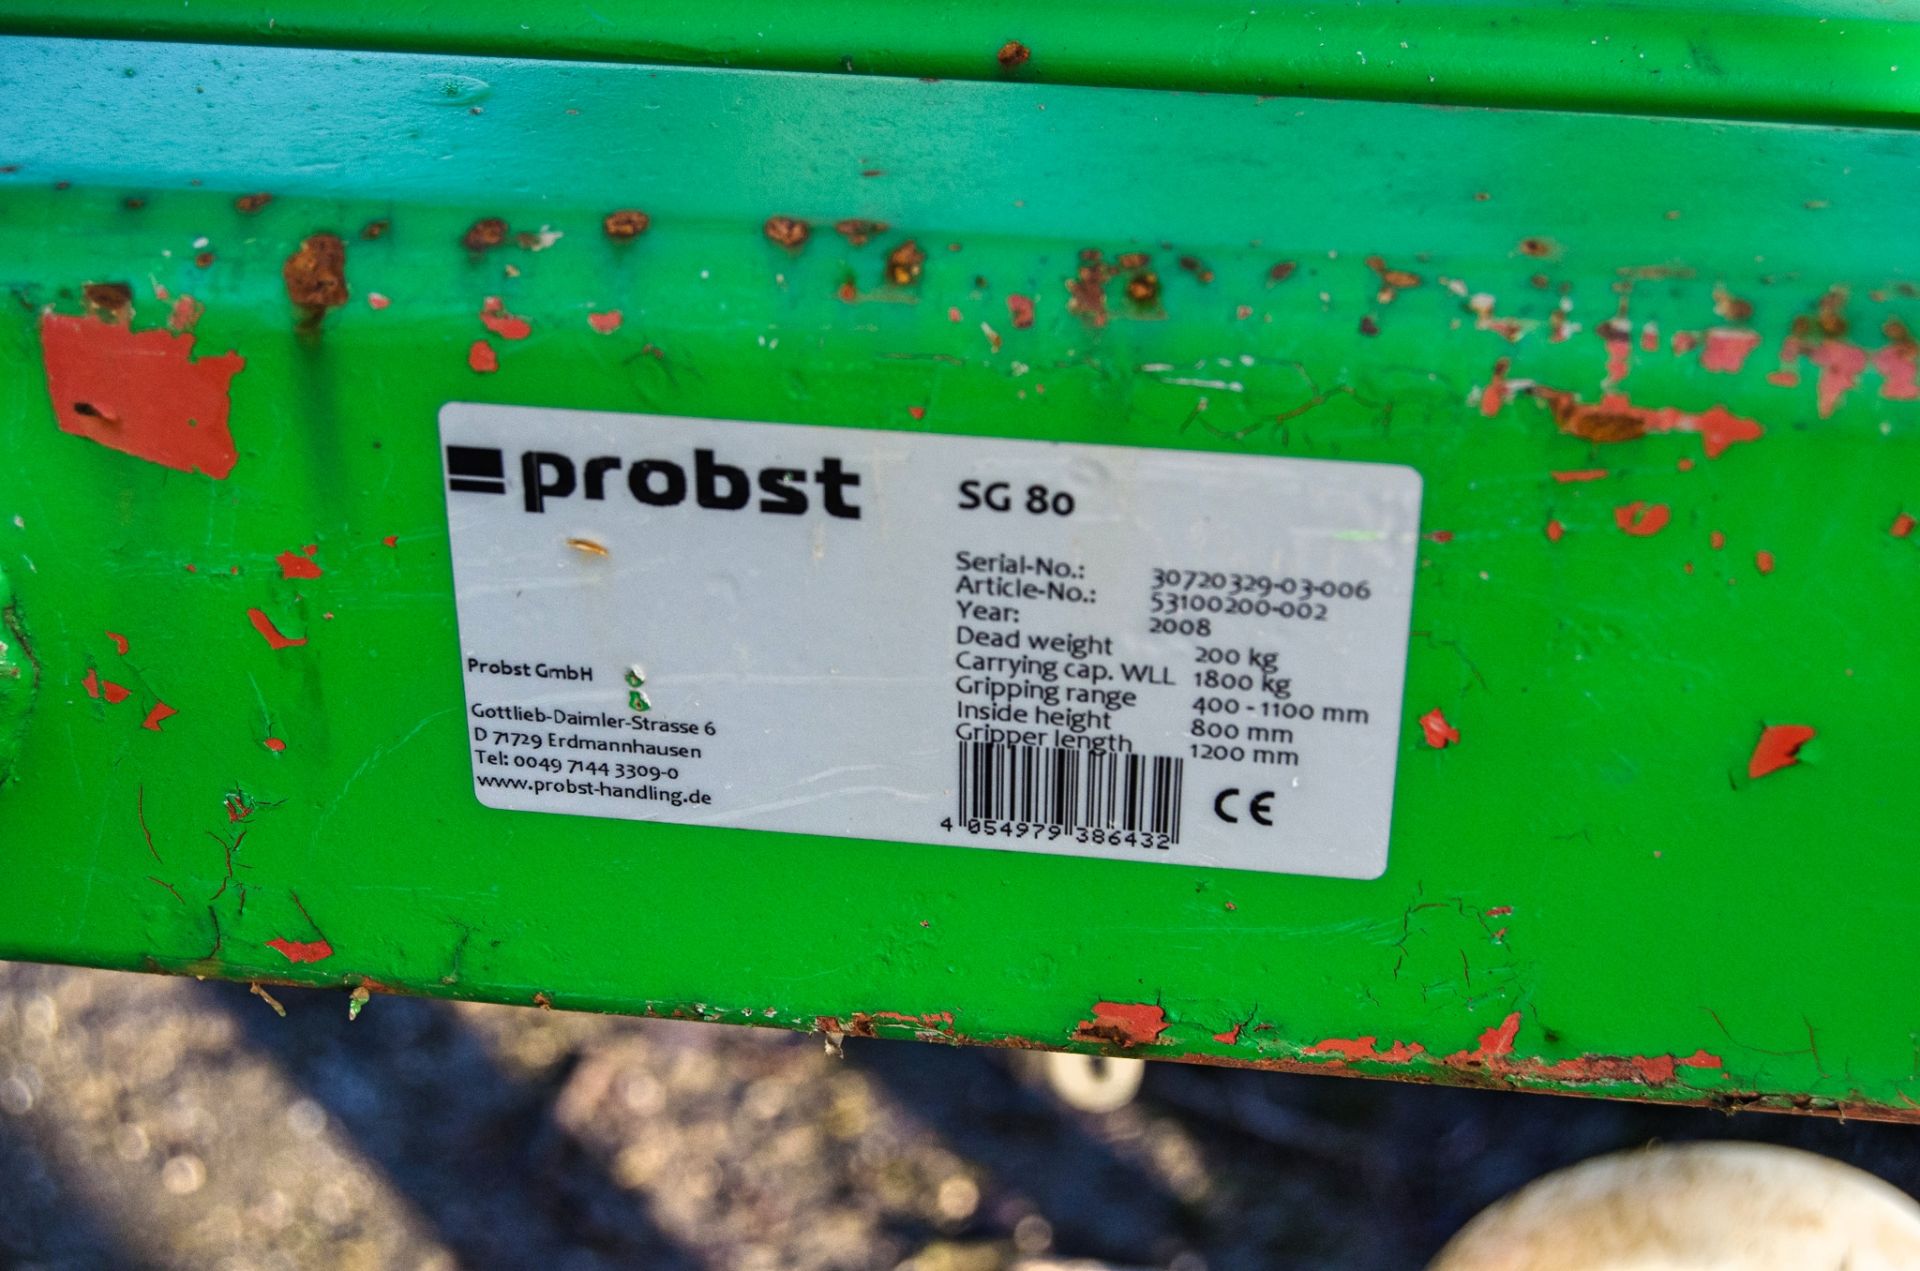 probst
SG 80
Serial-No.: 30720329-03-006
Article-No.: 53100200-002
Year: 2008
Dead weight 200 kg
Carrying cap. WLL 1800 kg
Gripping range 400 - 1100 mm
Inside height 800 mm
Gripper length 1200 mm
Probst GmbH
Gottlieb-Daimler-Strasse 6
D 71729 Erdmannhausen
Tel: 0049 7144 3309-0
www.probst-handling.de
4 054979 386432
CE